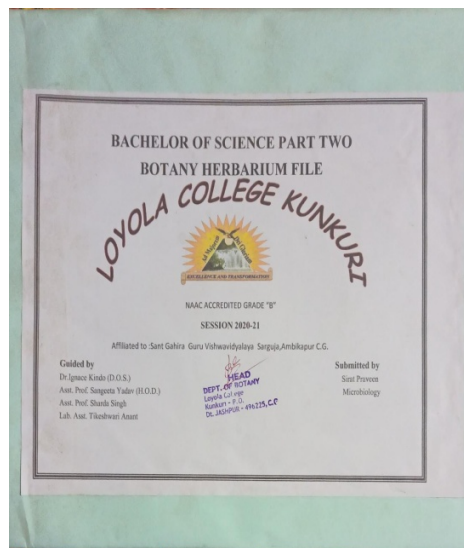 BACHELOR OF SCIENCE PART TWO
BOTANY HERBARIUM FILE
LOYOLA COLLEGE KUNKURI
EXCELLENCE AND TRANSFORMATION
NAAC ACCREDITED GRADE "B"
SESSION 2020-21
Affiliated to :Sant Gahira Guru Vishwavidyalaya Sarguja,Ambikapur C.G.
Guided by
Dr.Ignace Kindo (D.O.S.)
Asst. Prof. Sangeeta Yadav (H.O.D.)
Asst. Prof. Sharda Singh
Lab. Asst. Tikeshwari Anant
HEAD
DEPT. OF BOTANY
Loyola College
Kunkuri - P.O.
Dt. JASHPUR - 496225, C.G
Submitted by
Simt Praveen
Microbiology